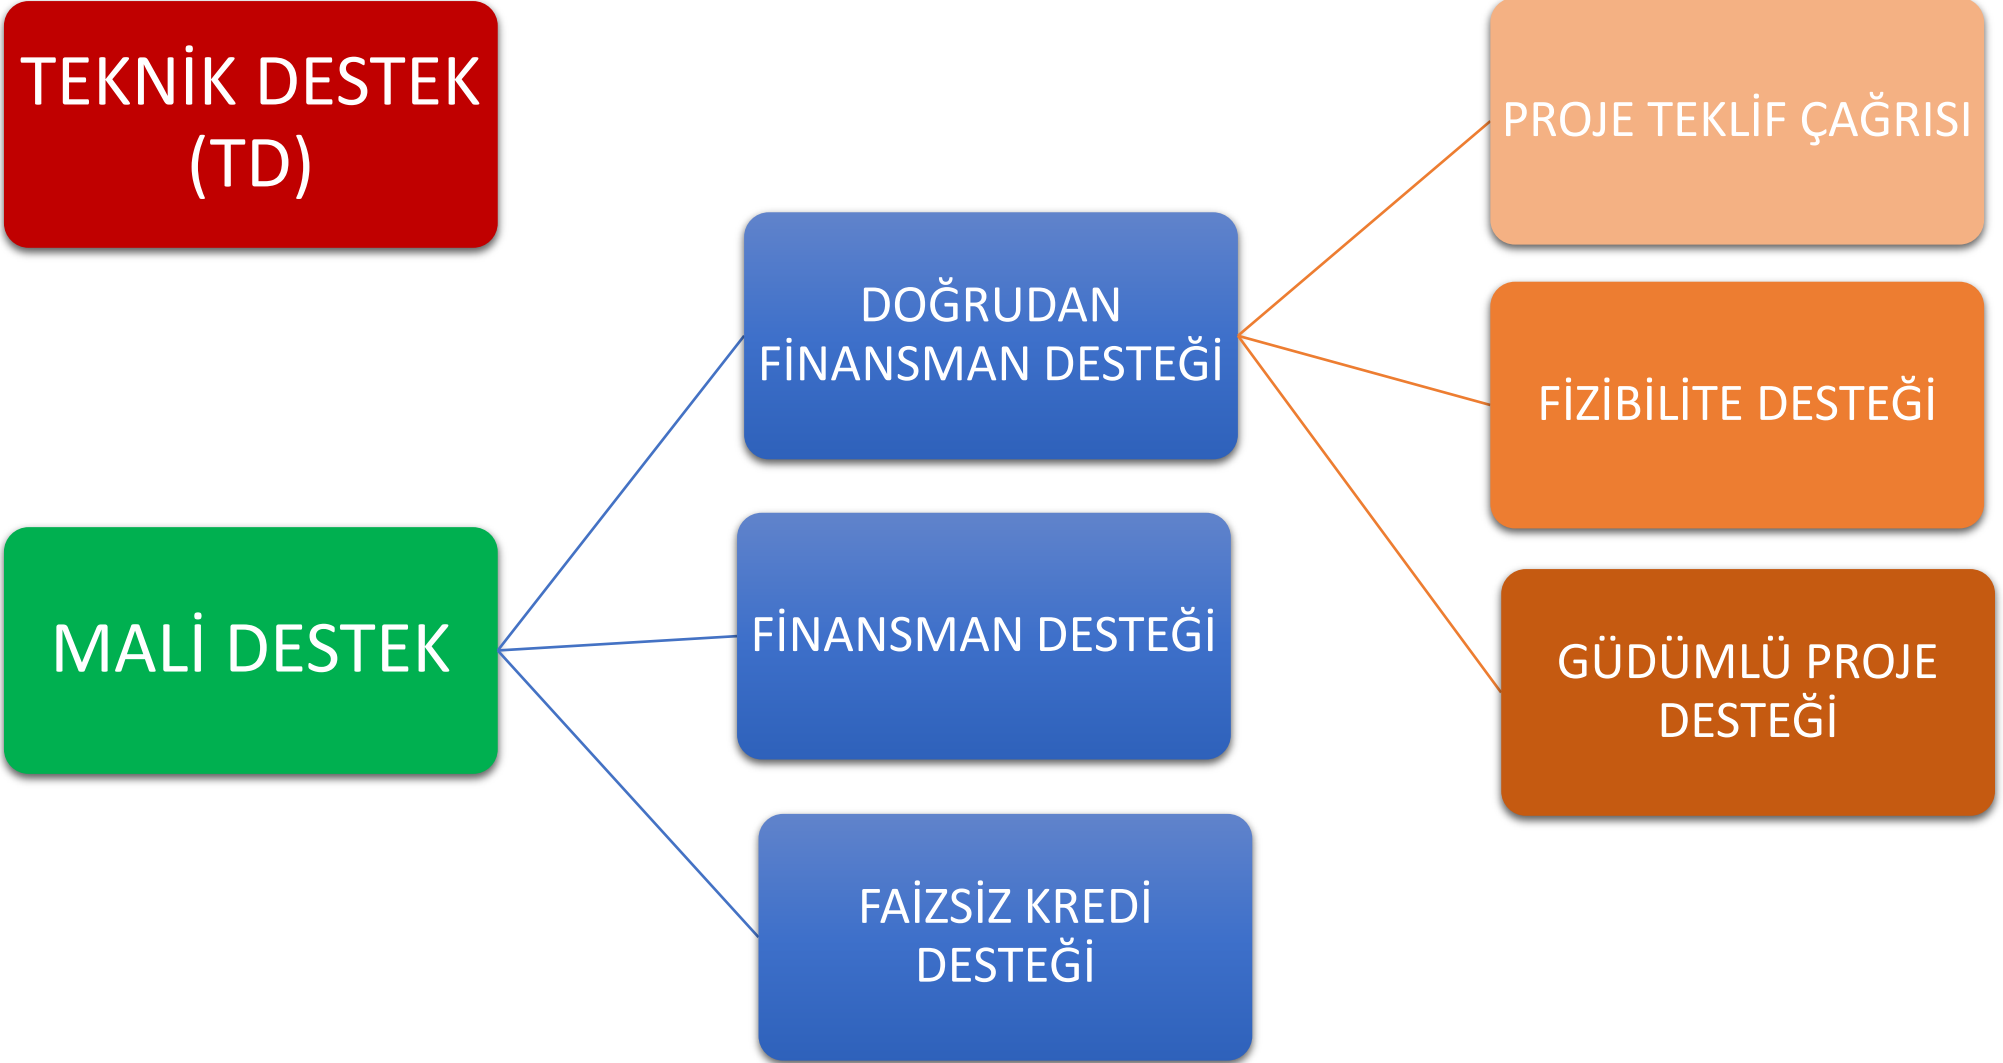 TEKNİK DESTEK
(TD)
MALİ DESTEK
DOĞRUDAN
FİNANSMAN DESTEĞİ
FİNANSMAN DESTEĞİ
FAİZSİZ KREDİ
DESTEĞİ
PROJE TEKLİF ÇAĞRISI
FİZİBİLİTE DESTEĞİ
GÜDÜMLÜ PROJE
DESTEĞİ